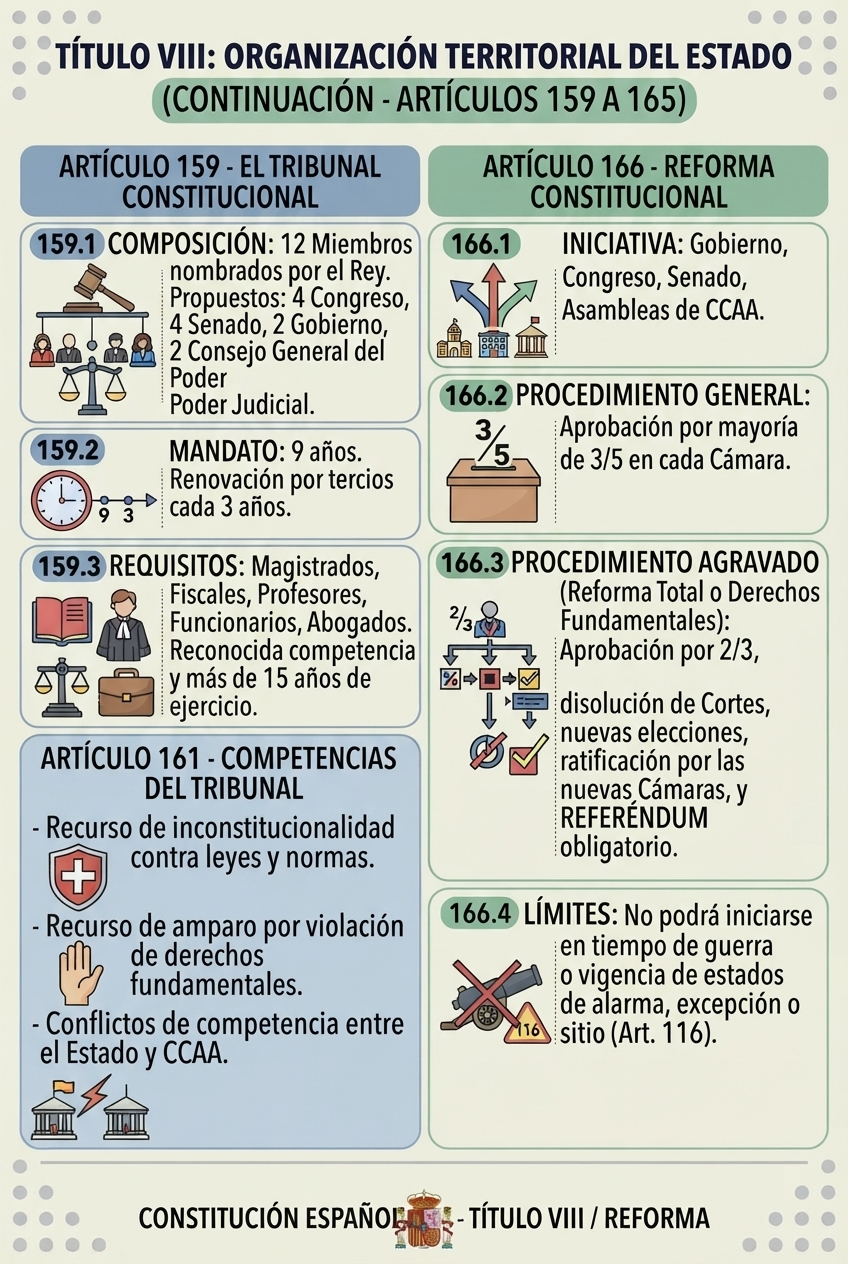 TÍTULO VIII: ORGANIZACIÓN TERRITORIAL DEL ESTADO
(CONTINUACIÓN - ARTÍCULOS 159 A 165)
ARTÍCULO 159 - EL TRIBUNAL
CONSTITUCIONAL
159.1 COMPOSICIÓN: 12 Miembros
nombrados por el Rey.
Propuestos: 4 Congreso,
4 Senado, 2 Gobierno,
2 Consejo General del
Poder
Poder Judicial.
159.2 MANDATO: 9 años.
Renovación por tercios
cada 3 años.
9 3
159.3 REQUISITOS: Magistrados,
Fiscales, Profesores,
Funcionarios, Abogados.
Reconocida competencia
y más de 15 años de
ejercicio.
ARTÍCULO 161 - COMPETENCIAS
DEL TRIBUNAL
- Recurso de inconstitucionalidad
contra leyes y normas.
- Recurso de amparo por violación
de derechos
fundamentales.
- Conflictos de competencia entre
el Estado y CCAA.
ARTÍCULO 166 - REFORMA
CONSTITUCIONAL
166.1 INICIATIVA: Gobierno,
Congreso, Senado,
Asambleas de CCAA.
166.2 PROCEDIMIENTO GENERAL:
3/5
Aprobación por mayoría
de 3/5 en cada Cámara.
166.3 PROCEDIMIENTO AGRAVADO
(Reforma Total o Derechos
Fundamentales):
2/3
Aprobación por 2/3,
%
disolución de Cortes,
nuevas elecciones,
ratificación por las
nuevas Cámaras, y
REFERÉNDUM
obligatorio.
166.4 LÍMITES: No podrá iniciarse
en tiempo de guerra
o vigencia de estados
de alarma, excepción o
sitio (Art. 116).
116
CONSTITUCIÓN ESPAÑOL - TÍTULO VIII / REFORMA